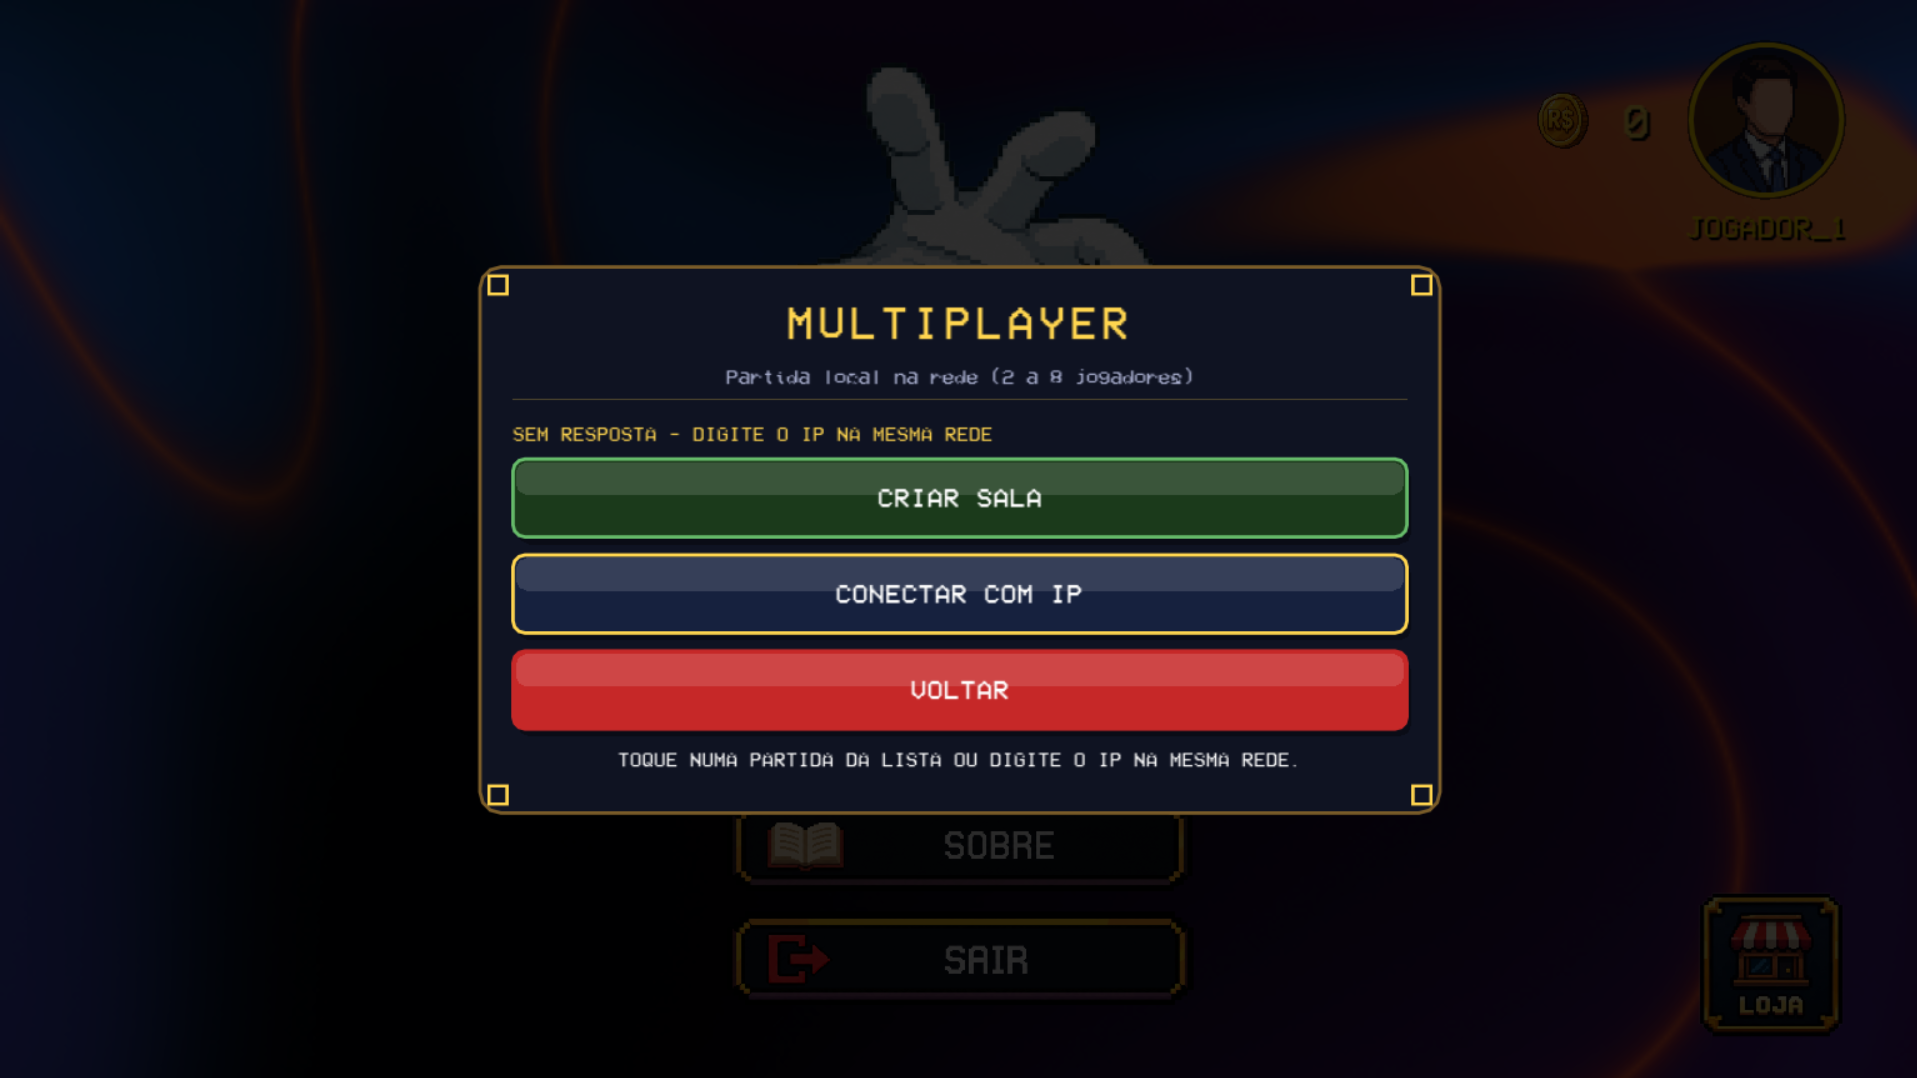 R$ 0
JOGADOR_1
MULTIPLAYER
Partida local na rede (2 a 8 jogadores)
SEM RESPOSTA - DIGITE O IP NA MESMA REDE
CRIAR SALA
CONECTAR COM IP
VOLTAR
TOQUE NUMA PARTIDA DA LISTA OU DIGITE O IP NA MESMA REDE.
SOBRE
SAIR
LOJA